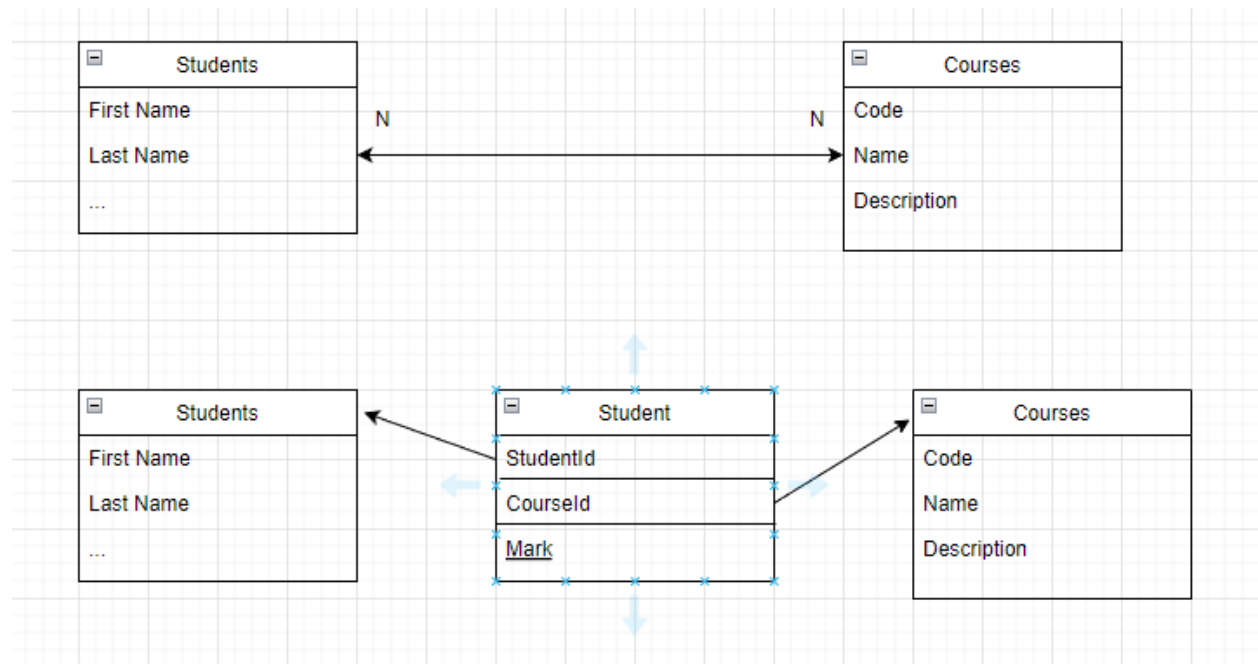 Students
Courses
First Name
Code
N
N
Last Name
Name
...
Description
Students
Student
Courses
First Name
StudentId
Code
Last Name
CourseId
Name
...
Mark
Description